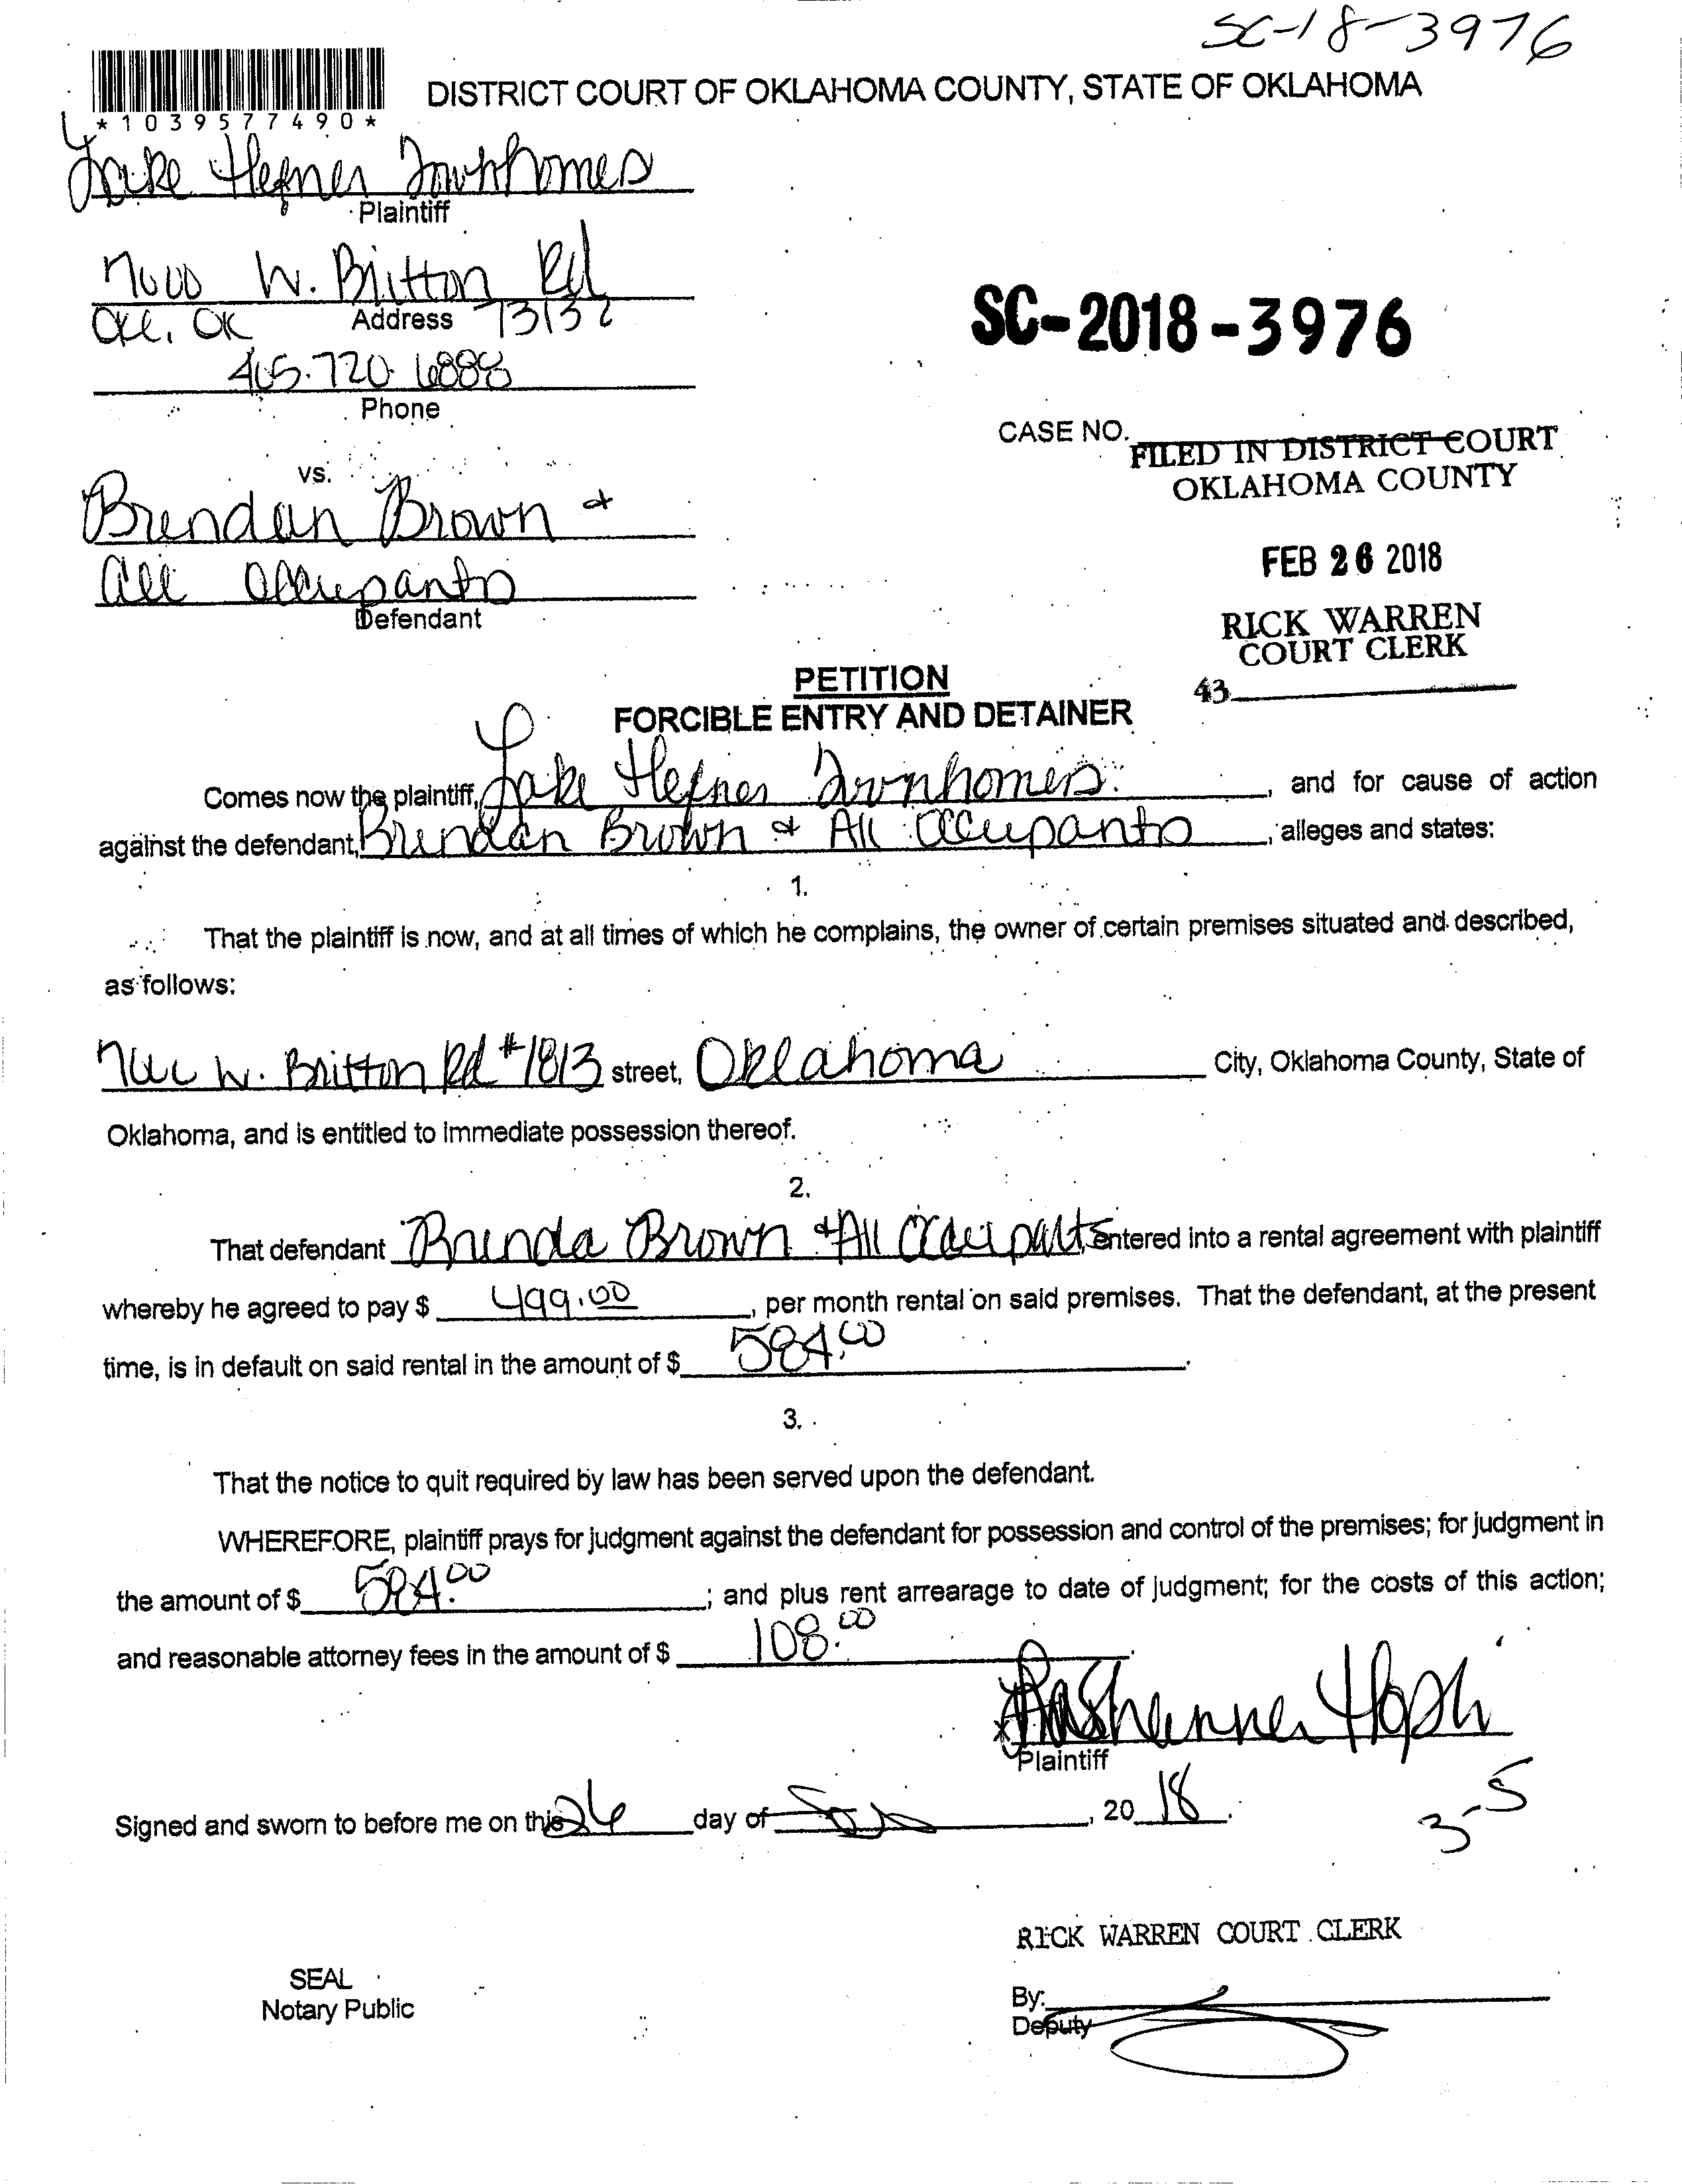 SC-18-3976
*1039577490*
DISTRICT COURT OF OKLAHOMA COUNTY, STATE OF OKLAHOMA
Lake Hefner Townhomes
Plaintiff
W. Britton Rd
Address
OKC, OK 73132
405.720.6888
Phone
SC-2018-3976
CASE NO.
FILED IN DISTRICT COURT
OKLAHOMA COUNTY
FEB 26 2018
RICK WARREN
COURT CLERK
43
vs.
Brendan Brown &
all occupants
Defendant
PETITION
FORCIBLE ENTRY AND DETAINER
Comes now the plaintiff, Lake Hefner Townhomes, and for cause of action
against the defendant, Brendan Brown & All Occupants, alleges and states:
1.
That the plaintiff is now, and at all times of which he complains, the owner of certain premises situated and described,
as follows:
W. Britton Rd #1813 street, Oklahoma City, Oklahoma County, State of
Oklahoma, and is entitled to immediate possession thereof.
2.
That defendant Brenda Brown & All entered into a rental agreement with plaintiff
whereby he agreed to pay $ 499.00, per month rental on said premises. That the defendant, at the present
time, is in default on said rental in the amount of $ 584.00.
3.
That the notice to quit required by law has been served upon the defendant.
WHEREFORE, plaintiff prays for judgment against the defendant for possession and control of the premises; for judgment in
the amount of $ 584.00; and plus rent arrearage to date of judgment; for the costs of this action;
and reasonable attorney fees in the amount of $ 108.00.
Plaintiff
Signed and sworn to before me on this 26 day of, 20 18.
3-5
RICK WARREN COURT CLERK
SEAL
Notary Public
By:
Deputy